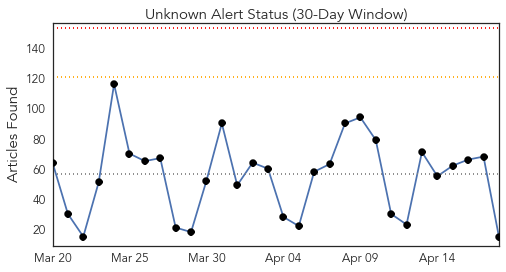 Unknown Alert Status (30-Day Window)
Articles Found
140
120
100
80
60
40
20
Mar 20 Mar 25 Mar 30 Apr 04 Apr 09 Apr 14